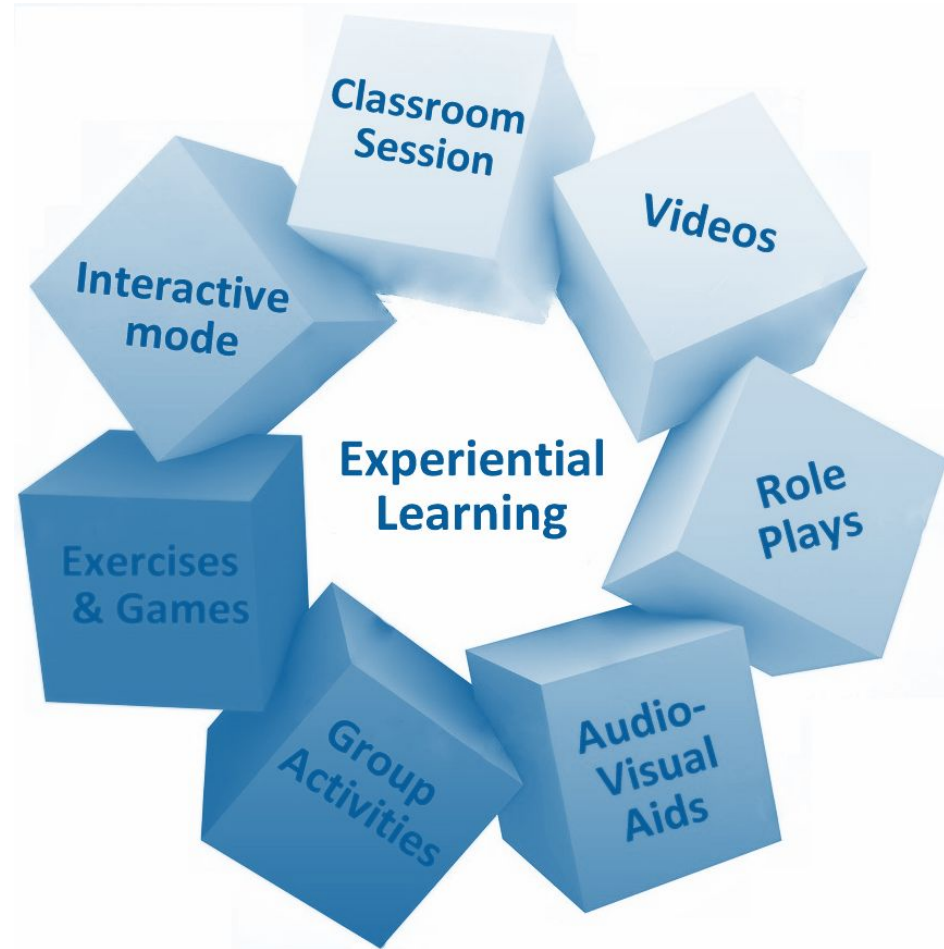 Classroom
Session
Videos
Role
Plays
Audio-
Visual
Aids
Group
Activities
Exercises
& Games
Interactive
mode
Experiential
Learning